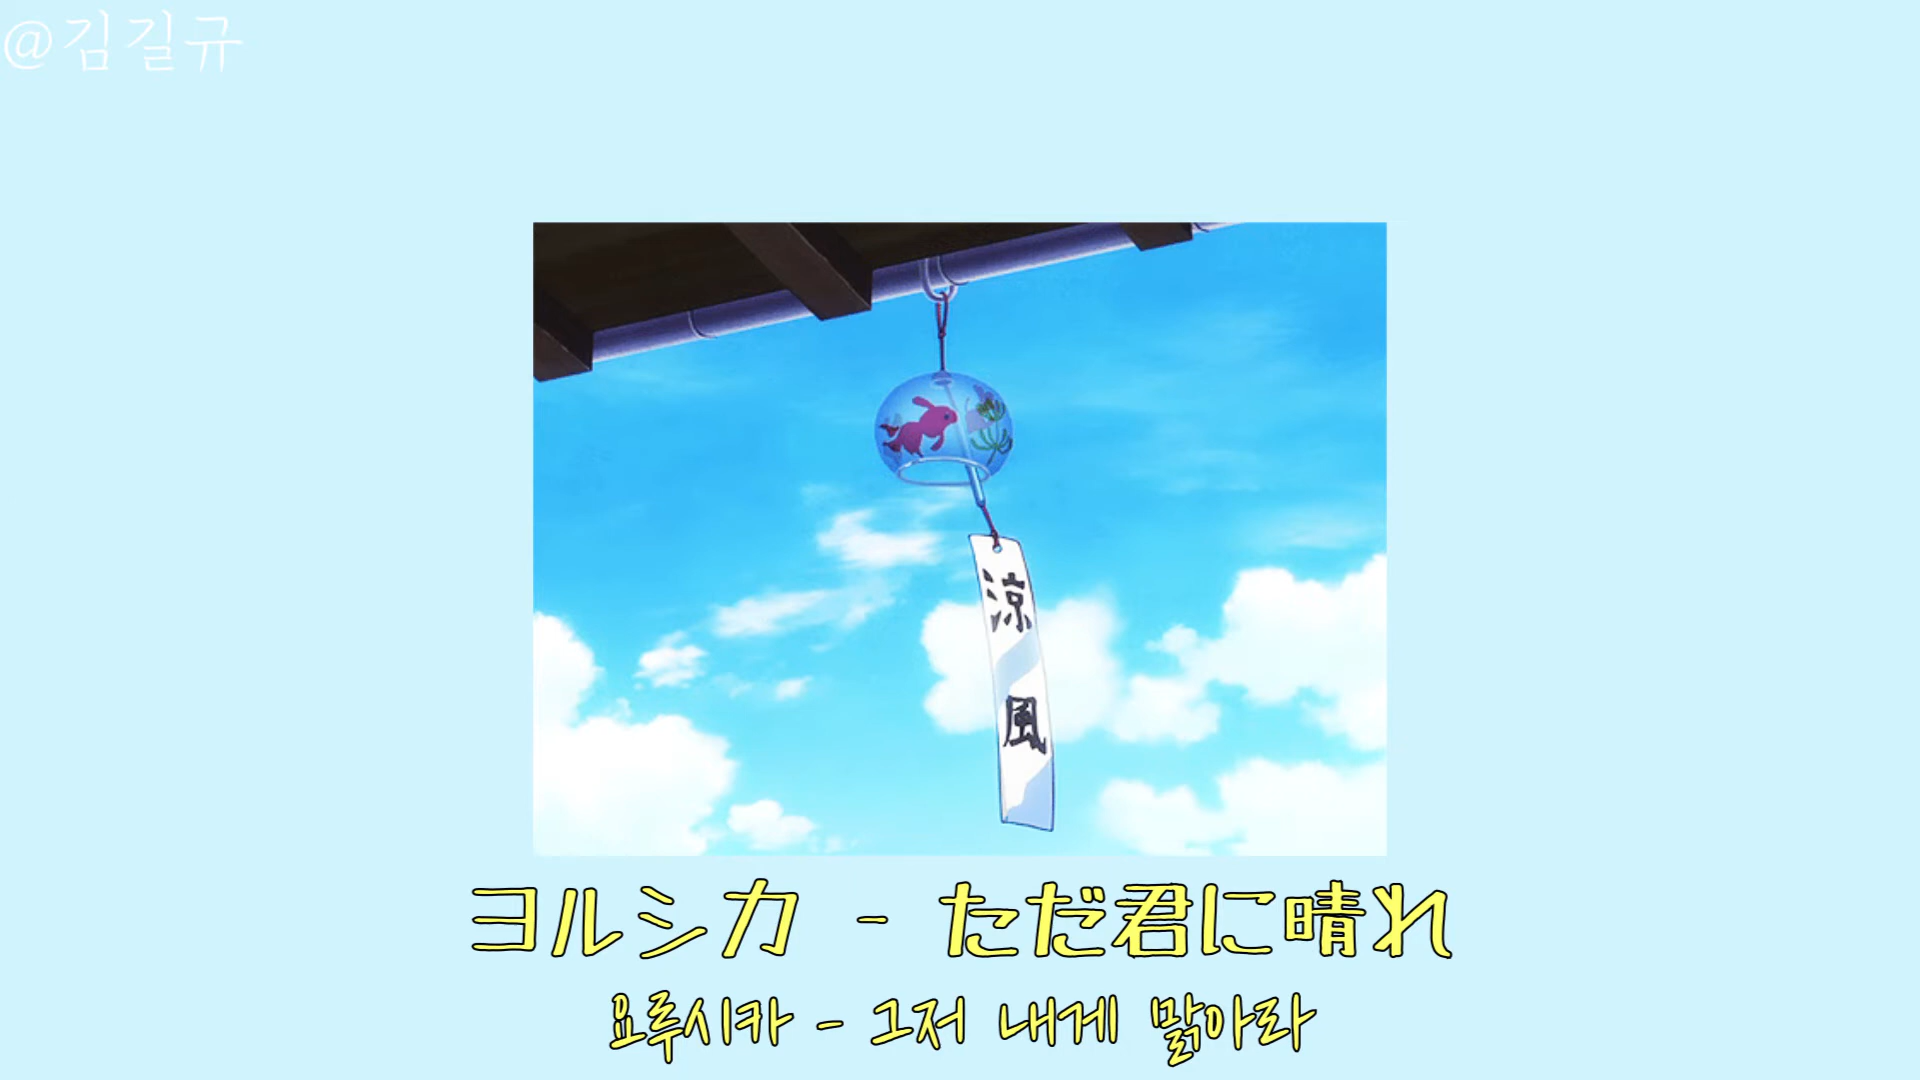 @김길규
涼風
ヨルシカ - ただ君に晴れ
요루시카 - 그저 내게 맑아라